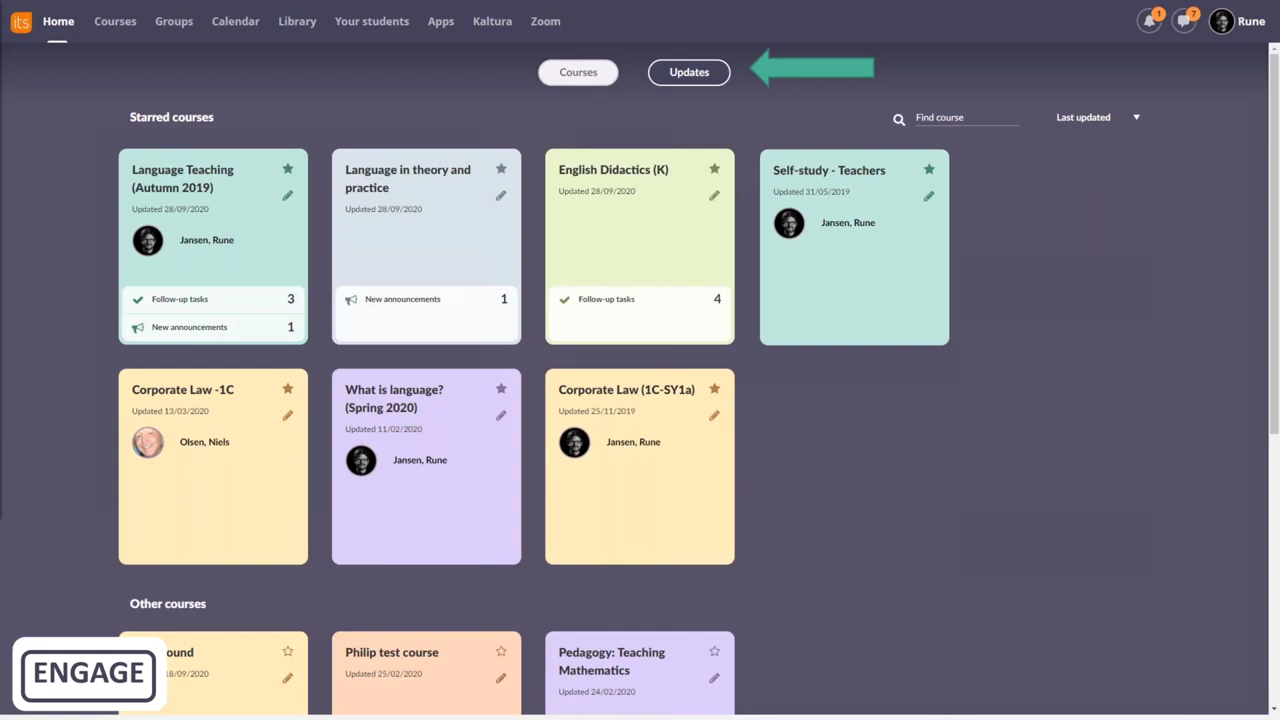 its Home Courses Groups Calendar Library Your students Apps Kaltura Zoom 1 7 Rune
Courses Updates
Starred courses Find course Last updated
Language Teaching
(Autumn 2019)
Updated 28/09/2020
Jansen, Rune
Follow-up tasks 3
New announcements 1
Language in theory and
practice
Updated 28/09/2020
New announcements 1
English Didactics (K)
Updated 28/09/2020
Follow-up tasks 4
Self-study - Teachers
Updated 31/05/2019
Jansen, Rune
Corporate Law -1C
Updated 13/03/2020
Olsen, Niels
What is language?
(Spring 2020)
Updated 11/02/2020
Jansen, Rune
Corporate Law (1C-SY1a)
Updated 25/11/2019
Jansen, Rune
Other courses
ound
18/09/2020
Philip test course
Updated 25/02/2020
Pedagogy: Teaching
Mathematics
Updated 24/02/2020
ENGAGE